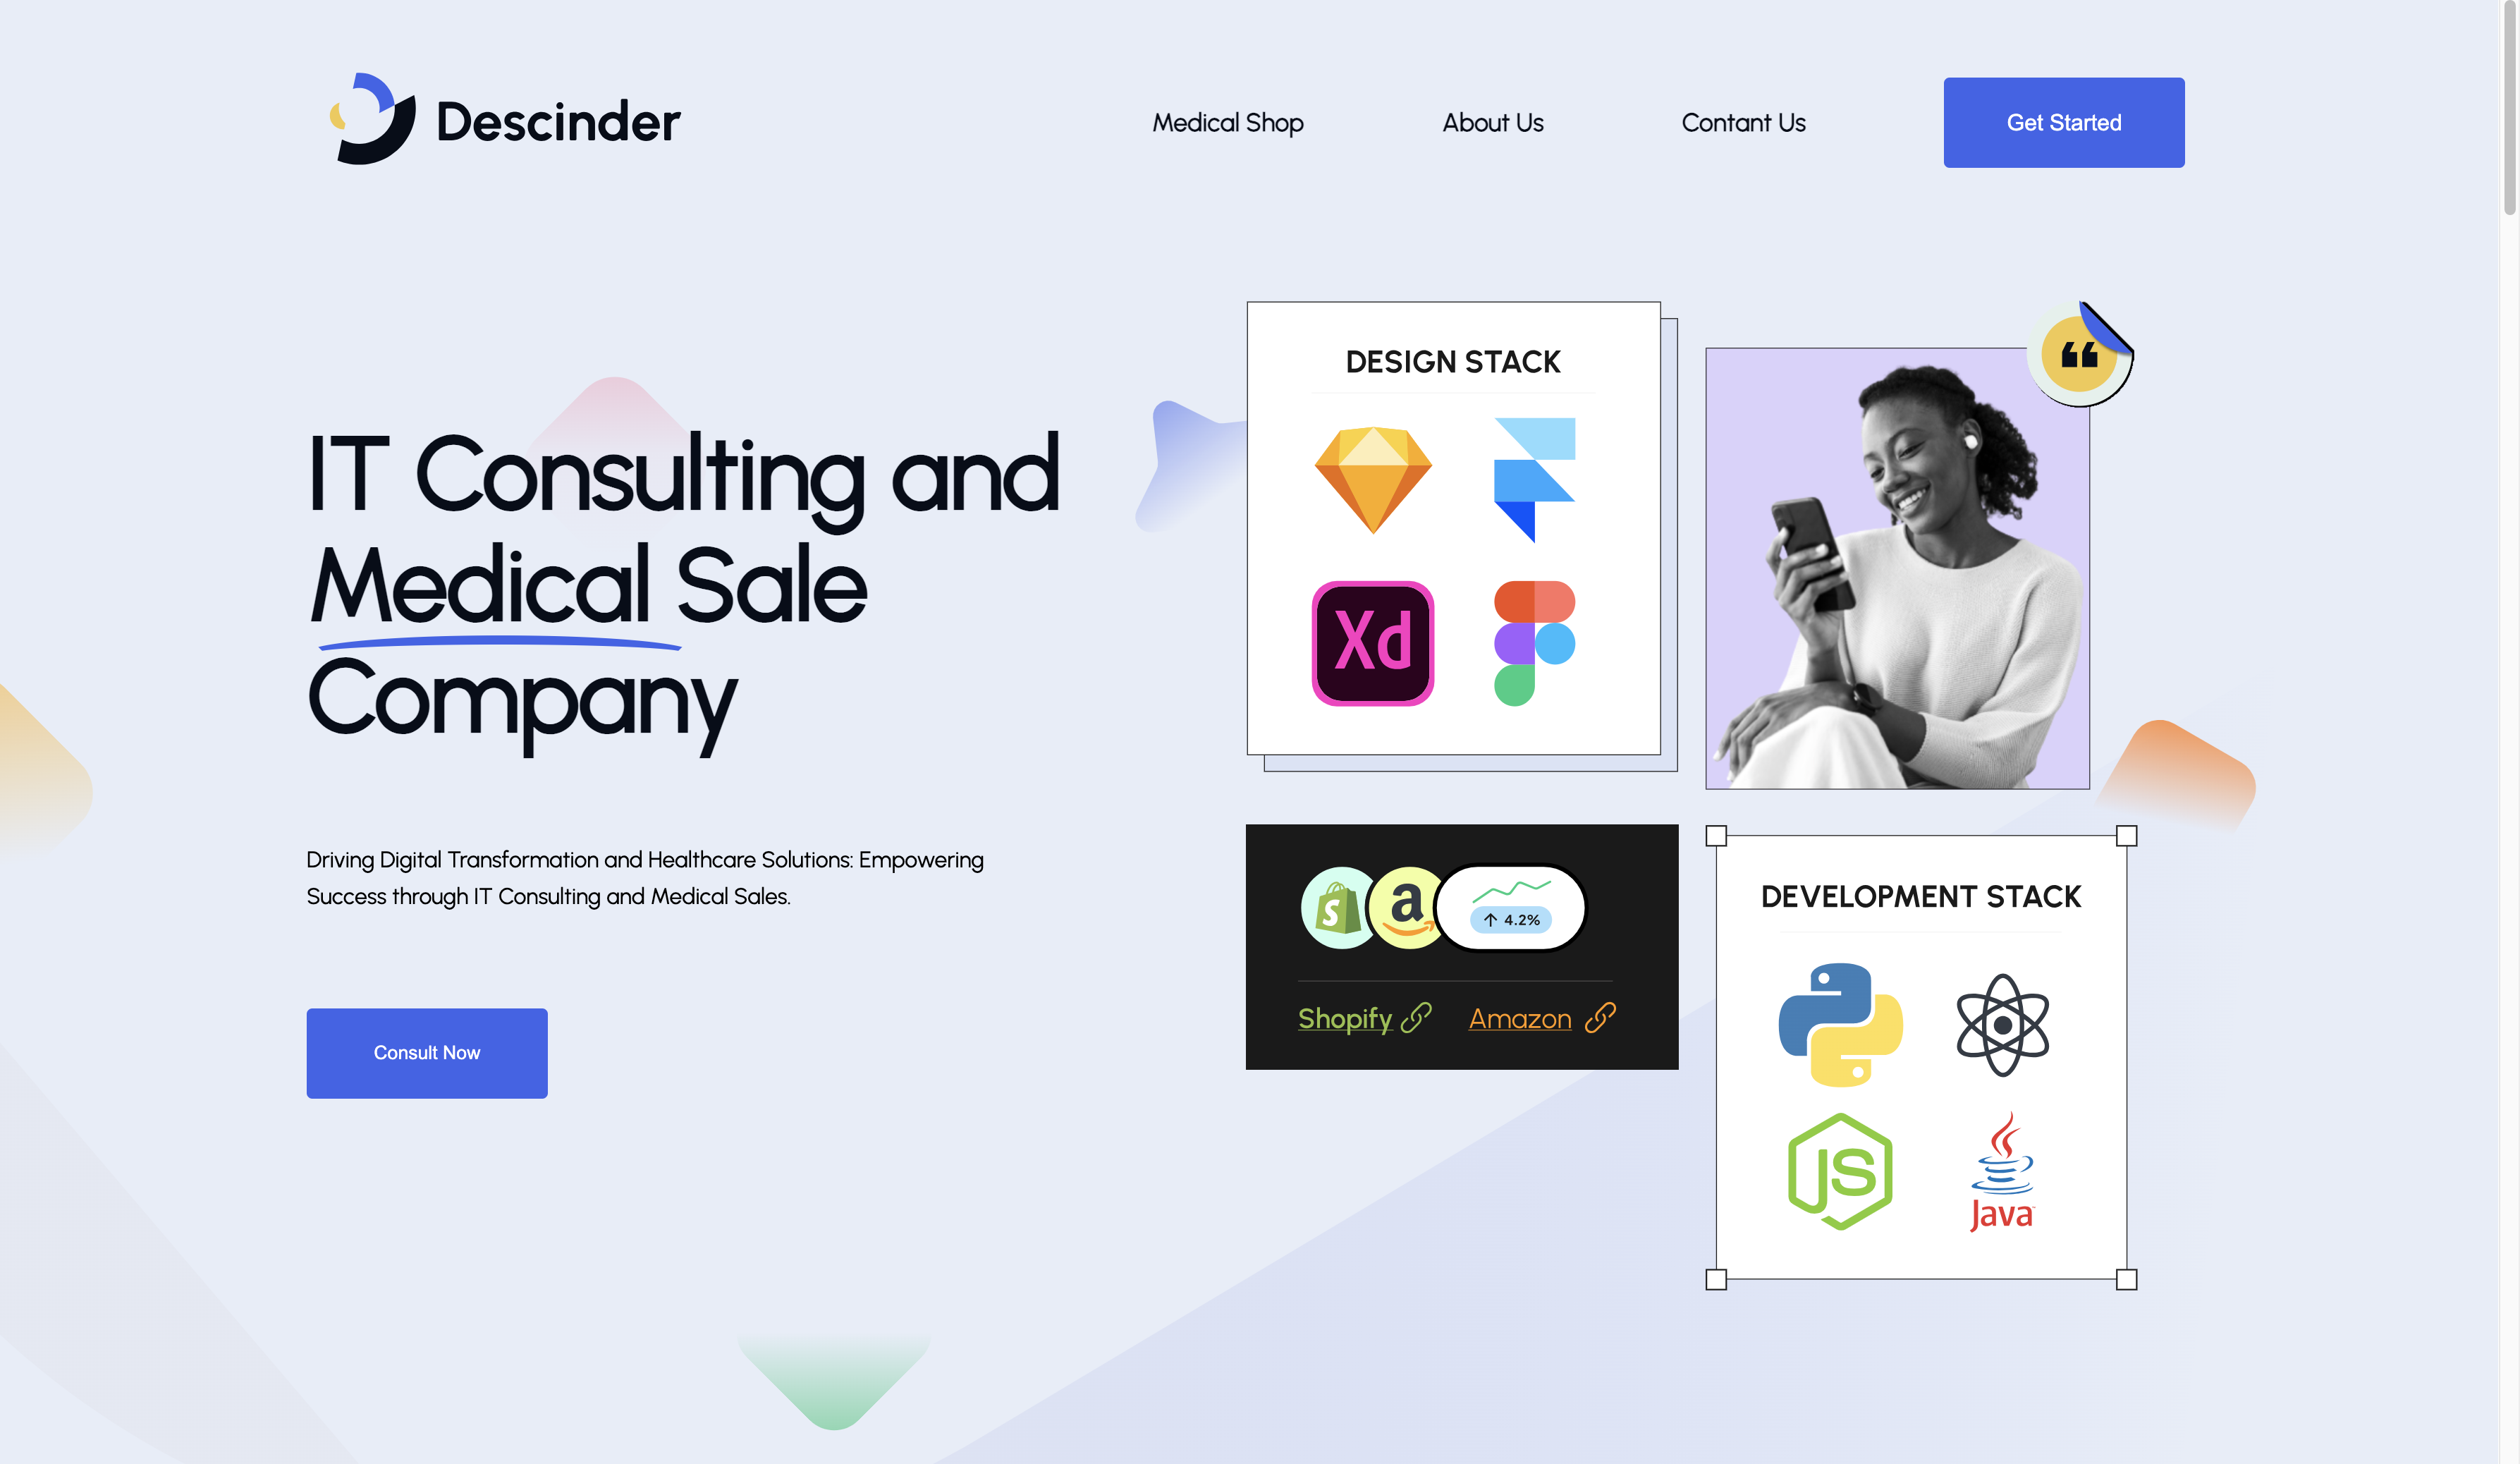 Descinder
Medical Shop
About Us
Contant Us
Get Started
IT Consulting and
Medical Sale
Company
Driving Digital Transformation and Healthcare Solutions: Empowering
Success through IT Consulting and Medical Sales.
Consult Now
DESIGN STACK
Xd
❝
S
a
↑ 4.2%
Shopify
Amazon
DEVELOPMENT STACK
JS
Java